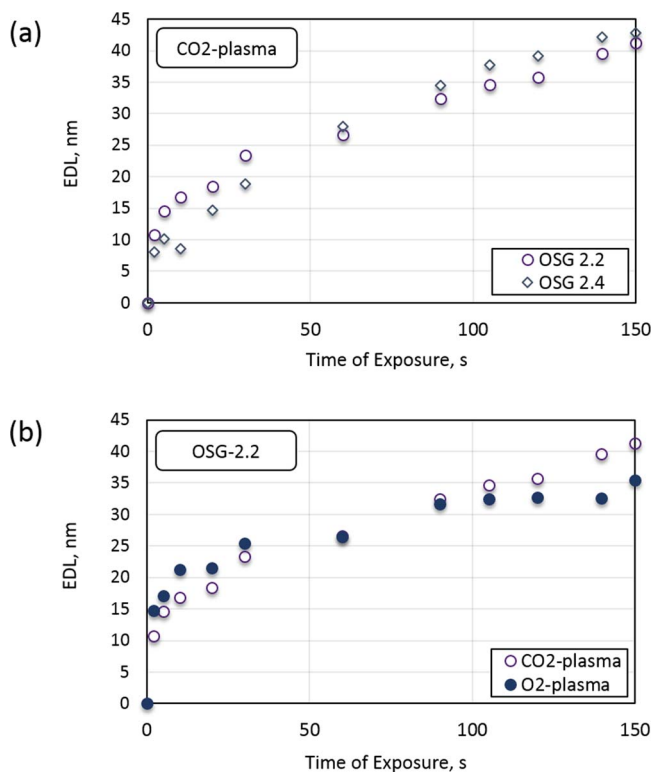 (a)
CO2-plasma
45
40
35
30
25
20
15
10
5
0
EDL, nm
OSG 2.2
OSG 2.4
0
50
100
150
Time of Exposure, s
(b)
OSG-2.2
45
40
35
30
25
20
15
10
5
0
EDL, nm
CO2-plasma
O2-plasma
0
50
100
150
Time of Exposure, s